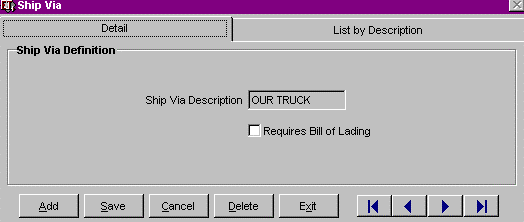 Ship Via
Detail
List by Description
Ship Via Definition
Ship Via Description OUR TRUCK
Requires Bill of Lading
Add Save Cancel Delete Exit